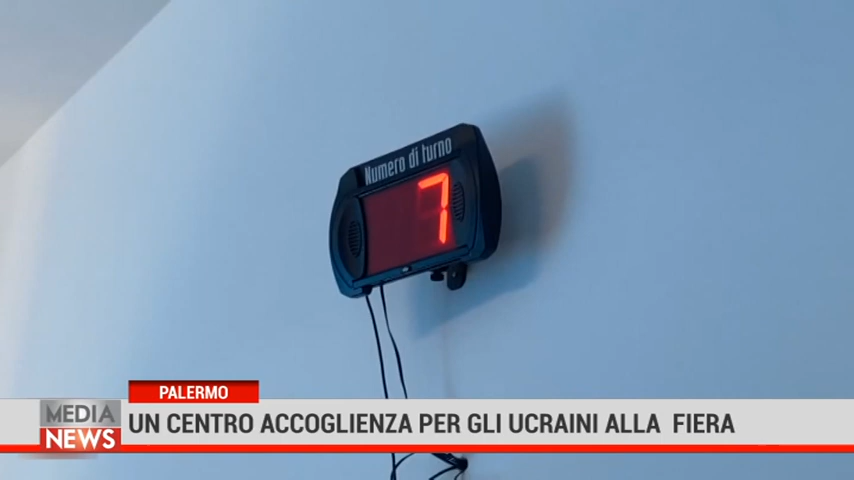 Numero di turno
7
PALERMO
MEDIA
NEWS
UN CENTRO ACCOGLIENZA PER GLI UCRAINI ALLA FIERA